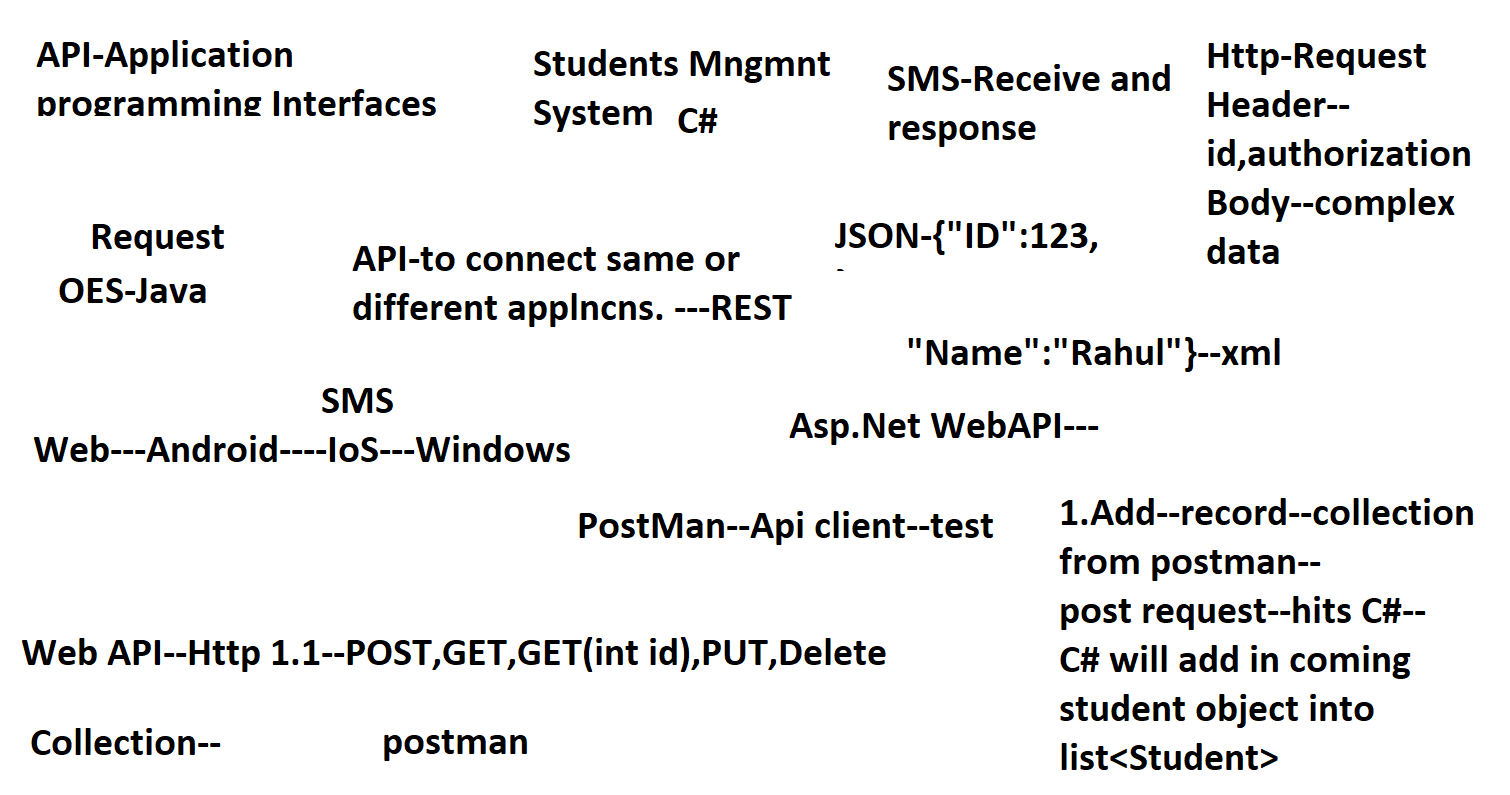 API-Application
programming Interfaces
Students Mngmnt
System C#
SMS-Receive and
response
Http-Request
Header--
id,authorization
Body--complex
data
Request
OES-Java
API-to connect same or
different applncns. ---REST
JSON-{"ID":123,
"Name":"Rahul"}--xml
SMS
Web---Android----IoS---Windows
Asp.Net WebAPI---
PostMan--Api client--test
1.Add--record--collection
from postman--
post request--hits C#--
C# will add in coming
student object into
list<Student>
Web API--Http 1.1--POST,GET,GET(int id),PUT,Delete
Collection-- postman